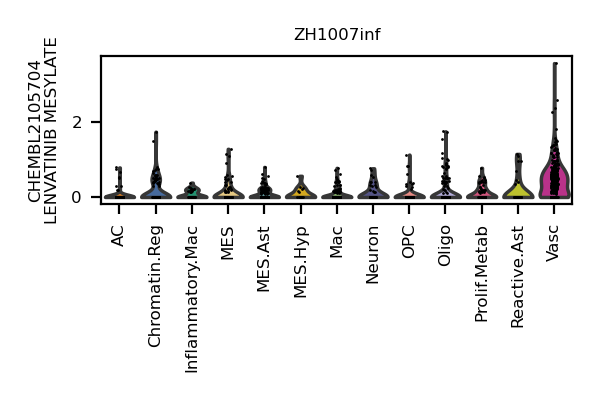 ZH1007inf
CHEMBL2105704
LENVATINIB MESYLATE
2
0
AC
Chromatin.Reg
Inflammatory.Mac
MES
MES.Ast
MES.Hyp
Mac
Neuron
OPC
Oligo
Prolif.Metab
Reactive.Ast
Vasc